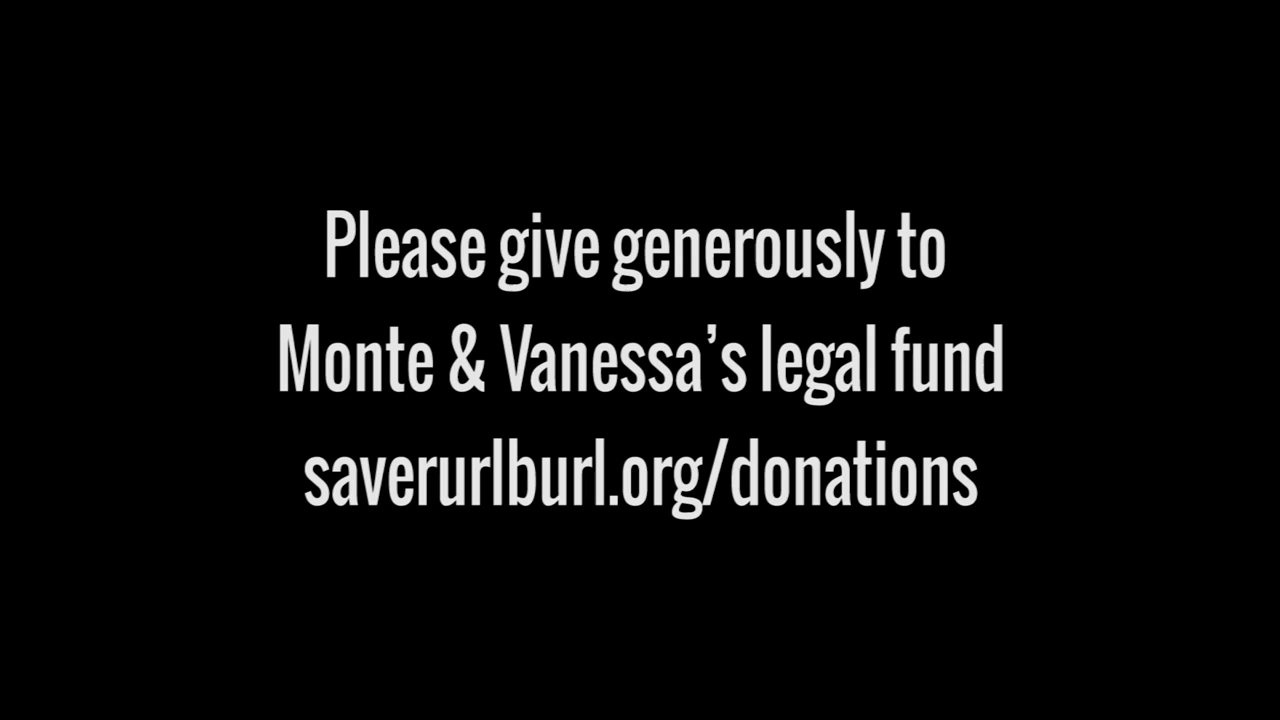 Please give generously to
Monte & Vanessa’s legal fund
saverurlburl.org/donations